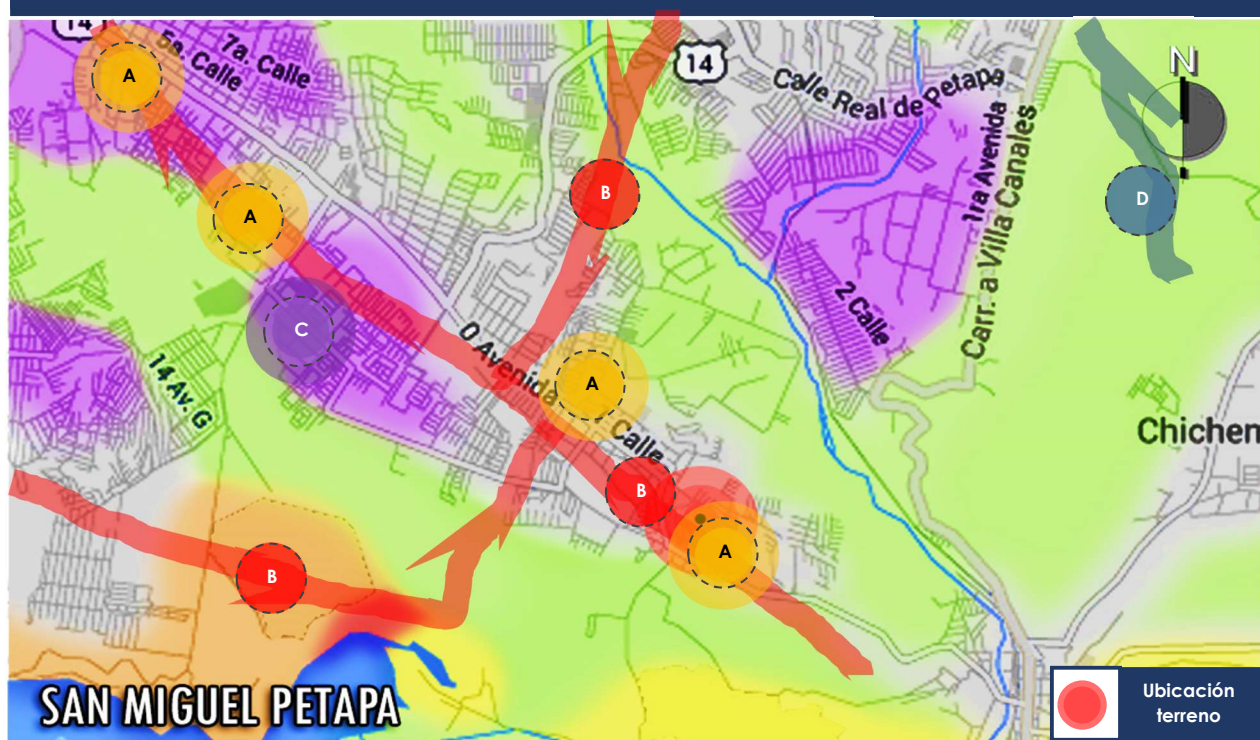 14
5a. Calle
7a. Calle
A
14
Calle Real de Petapa
N
A
B
1ra Avenida
Carr. a Villa Canales
D
C
2 Calle
0 Avenida
14 Av. G
A
Calle
Chichem
B
A
B
SAN MIGUEL PETAPA
Ubicación
terreno